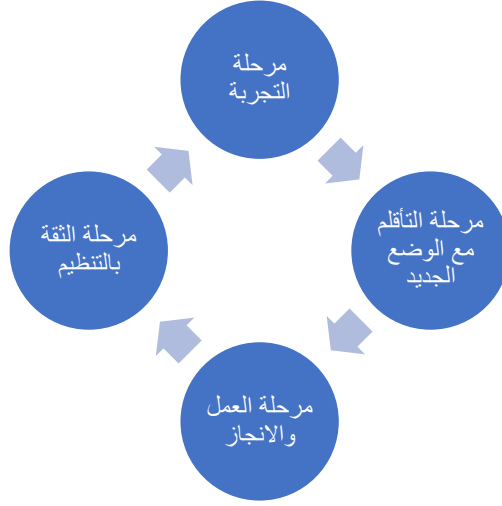 مرحلة
التجربة
مرحلة التأقلم
مع الوضع
الجديد
مرحلة العمل
والانجاز
مرحلة الثقة
بالتنظيم